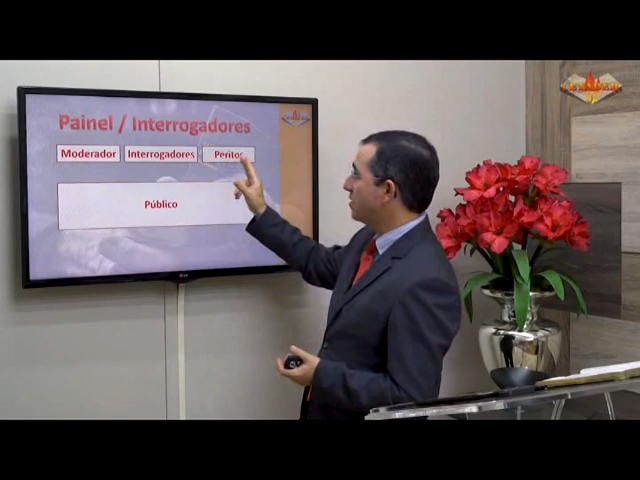 Painel / Interrogadores
Moderador Interrogadores Peritos
Público